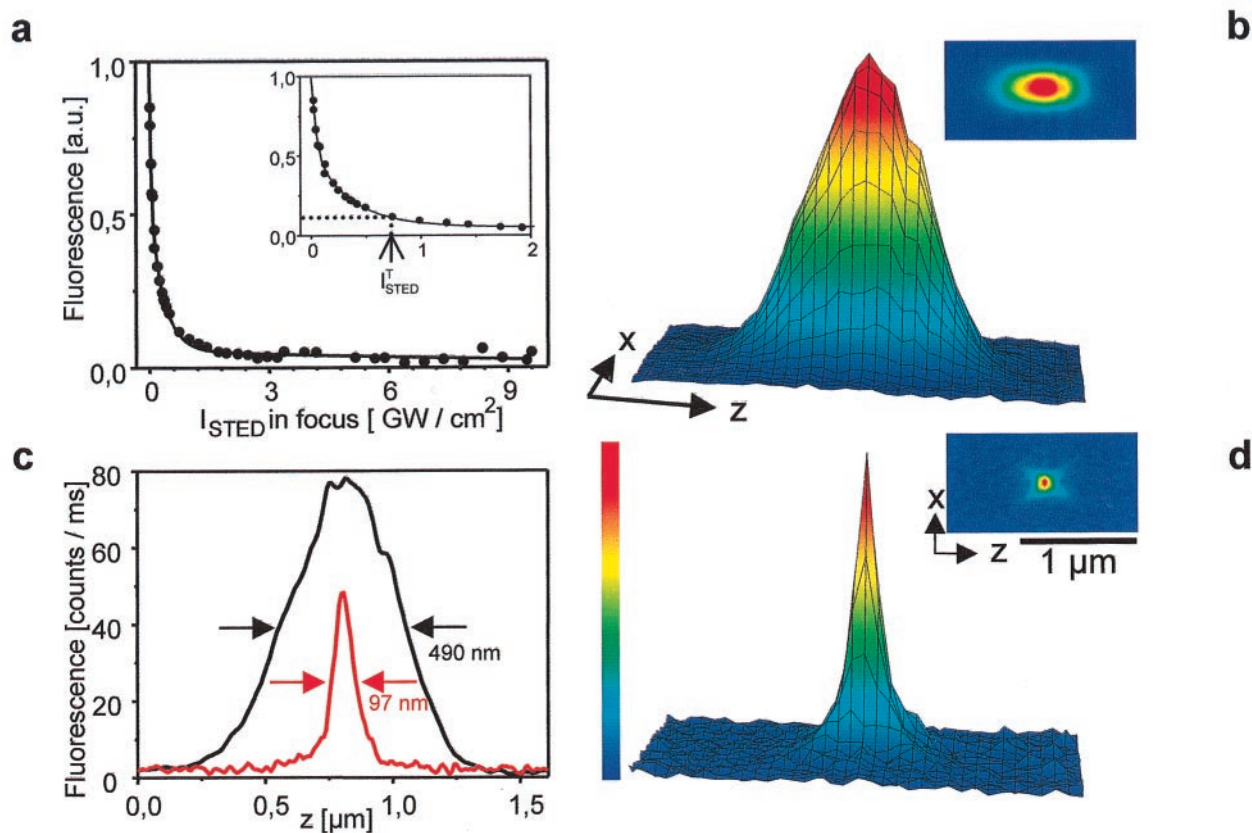 a
Fluorescence [a.u.]
1,0
0,5
0,0
0 3 6 9
I_STED in focus [ GW / cm²]
1,0
0,5
0,0
0 1 2
I^T_STED
b
X
Z
c
Fluorescence [counts / ms]
80
60
40
20
0
0,0 0,5 1,0 1,5
z [µm]
490 nm
97 nm
d
X
Z
1 µm